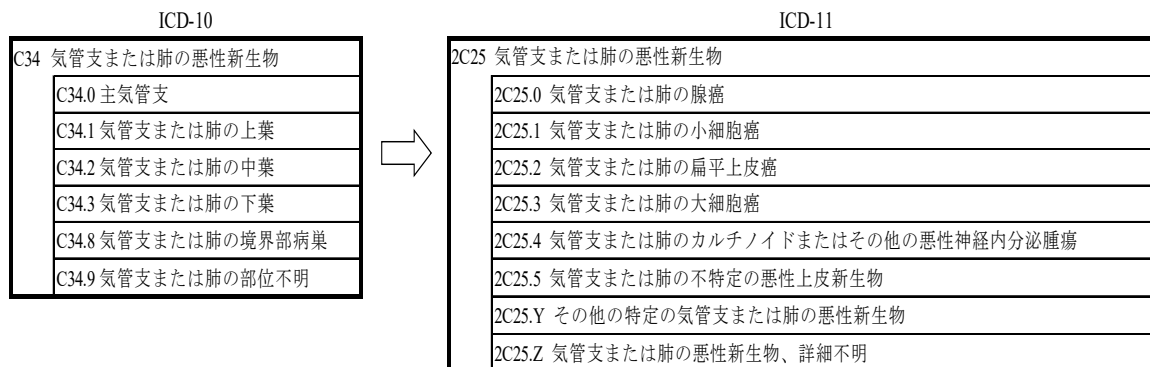 ICD-10
C34 気管支または肺の悪性新生物
C34.0 主気管支
C34.1 気管支または肺の上葉
C34.2 気管支または肺の中葉
C34.3 気管支または肺の下葉
C34.8 気管支または肺の境界部病巣
C34.9 気管支または肺の部位不明
ICD-11
2C25 気管支または肺の悪性新生物
2C25.0 気管支または肺の腺癌
2C25.1 気管支または肺の小細胞癌
2C25.2 気管支または肺の扁平上皮癌
2C25.3 気管支または肺の大細胞癌
2C25.4 気管支または肺のカルチノイドまたはその他の悪性神経内分泌腫瘍
2C25.5 気管支または肺の不特定の悪性上皮新生物
2C25.Y その他の特定の気管支または肺の悪性新生物
2C25.Z 気管支または肺の悪性新生物、詳細不明